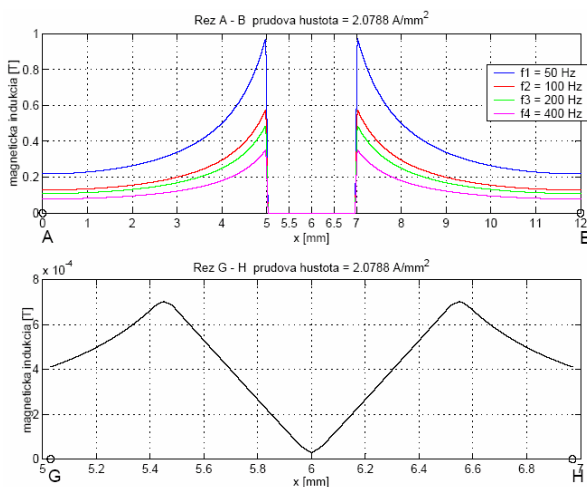 Rez A - B prudova hustota = 2.0788 A/mm²
magneticka indukcia [T]
1
0.8
0.6
0.4
0.2
0
f1 = 50 Hz
f2 = 100 Hz
f3 = 200 Hz
f4 = 400 Hz
0 1 2 3 4 5 5.5 6 6.5 7 8 9 10 11 12
A x [mm] B
Rez G - H prudova hustota = 2.0788 A/mm²
x 10⁻⁴
magneticka indukcia [T]
8
6
4
2
0
5 5.2 5.4 5.6 5.8 6 6.2 6.4 6.6 6.8 7
G x [mm] H